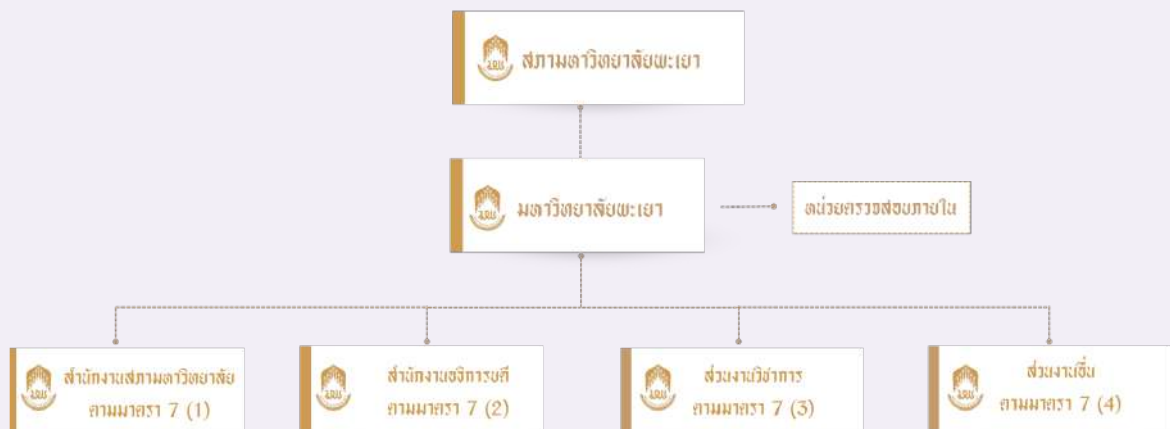 สภามหาวิทยาลัยพะเยา
มหาวิทยาลัยพะเยา
หน่วยตรวจสอบภายใน
สำนักงานสภามหาวิทยาลัย
ตามมาตรา 7 (1)
สำนักงานอธิการบดี
ตามมาตรา 7 (2)
ส่วนงานวิชาการ
ตามมาตรา 7 (3)
ส่วนงานอื่น
ตามมาตรา 7 (4)